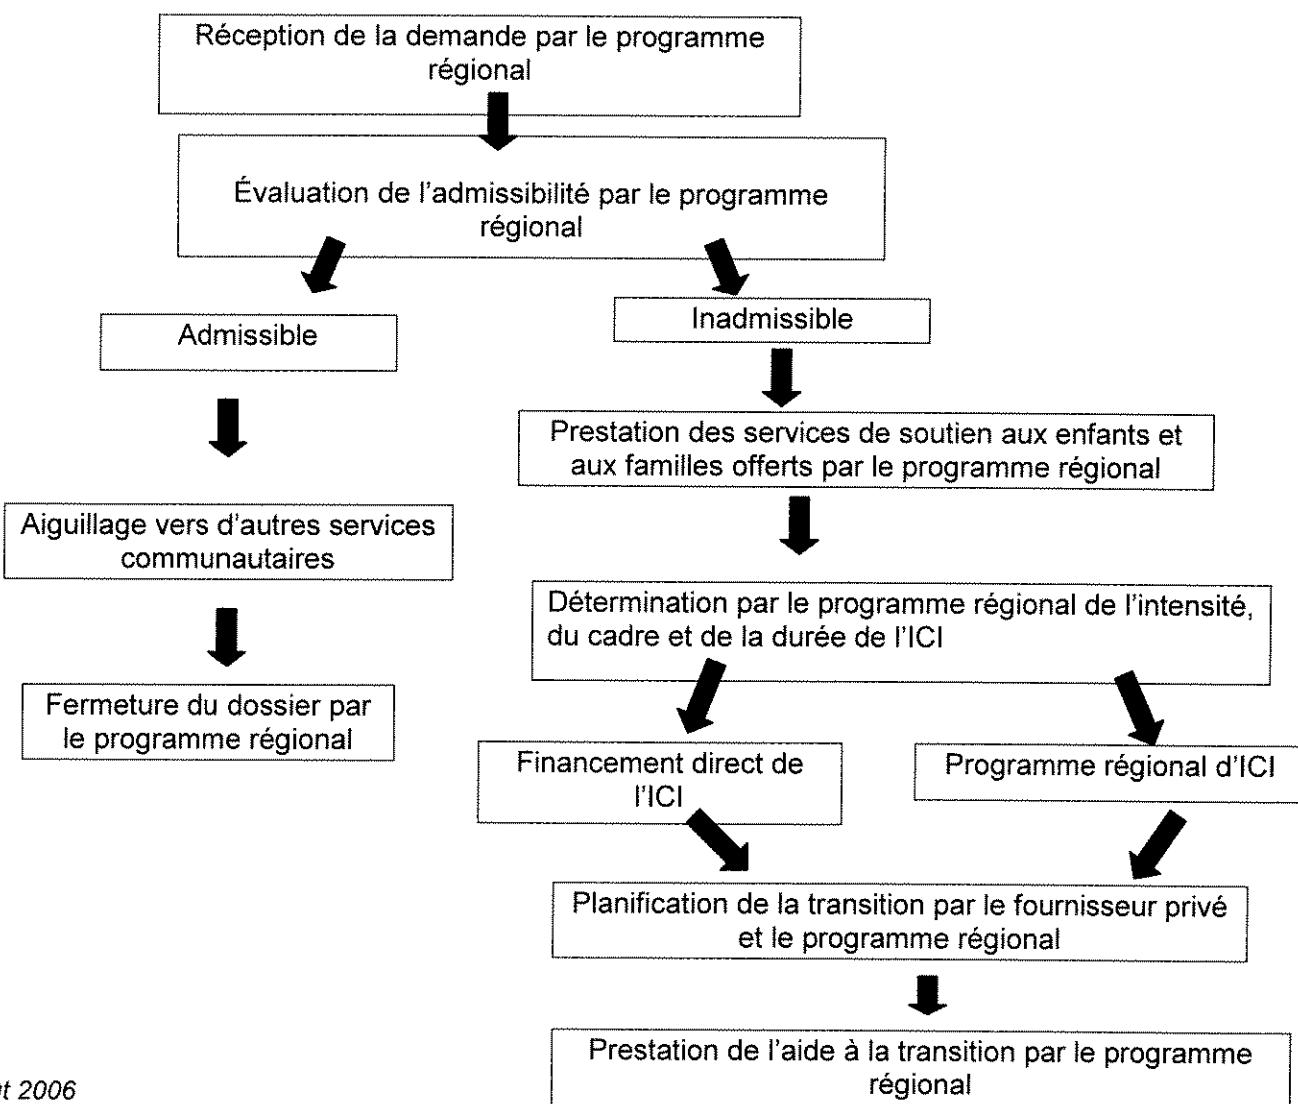 Réception de la demande par le programme
régional
Évaluation de l'admissibilité par le programme
régional
Admissible
Inadmissible
Prestation des services de soutien aux enfants et
aux familles offerts par le programme régional
Aiguillage vers d'autres services
communautaires
Détermination par le programme régional de l'intensité,
du cadre et de la durée de l'ICI
Fermeture du dossier par
le programme régional
Financement direct de
l'ICI
Programme régional d'ICI
Planification de la transition par le fournisseur privé
et le programme régional
Prestation de l'aide à la transition par le programme
régional
2006